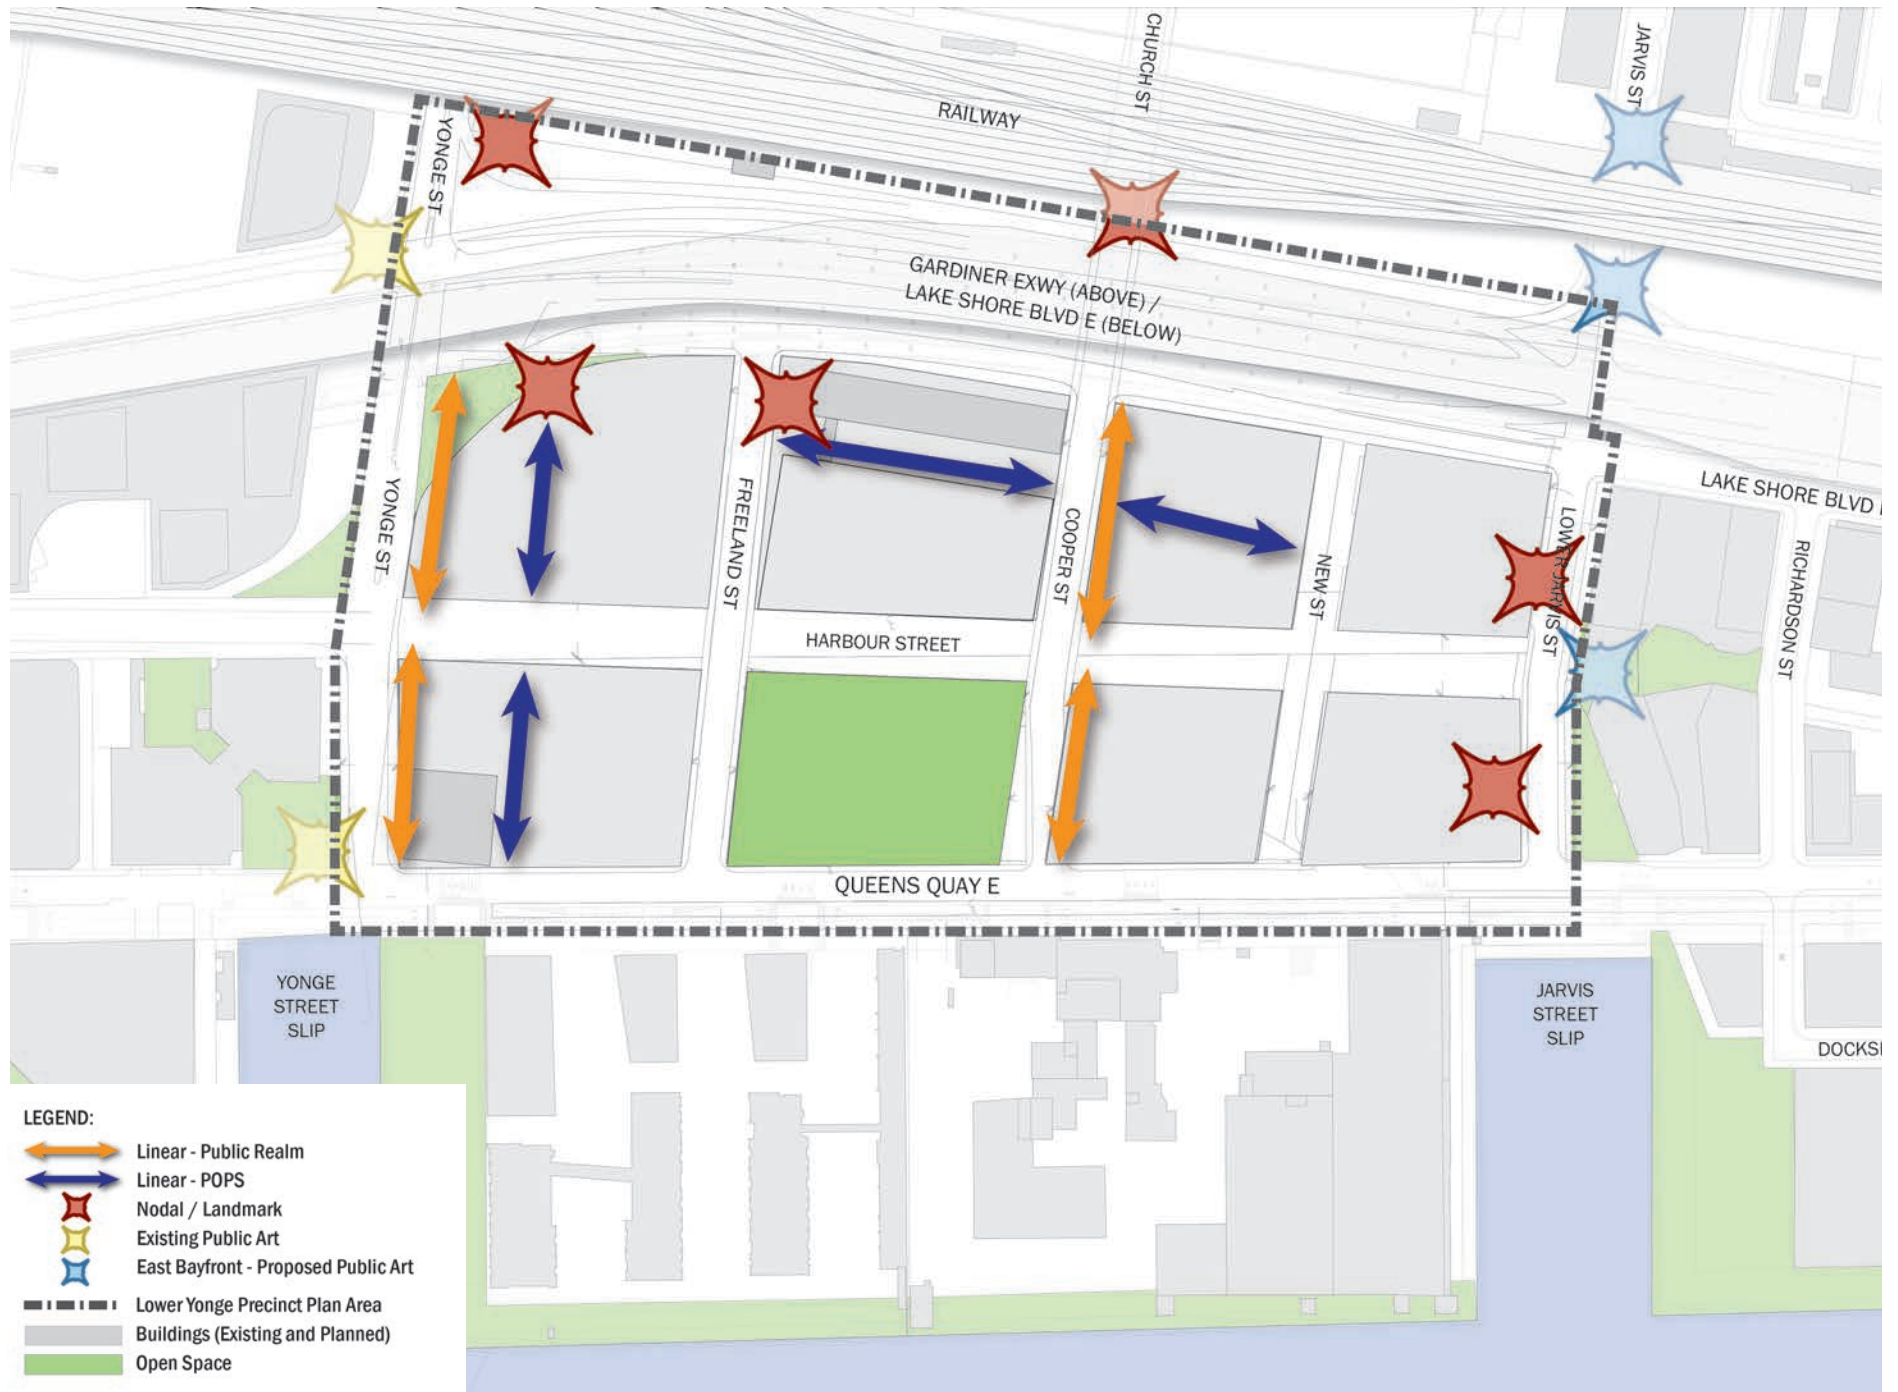 CHURCH ST
JARVIS ST
RAILWAY
YONGE ST
GARDINER EXWY (ABOVE) /
LAKE SHORE BLVD E (BELOW)
LAKE SHORE BLVD
YONGE ST
FREELAND ST
COOPER ST
NEW ST
LOWER JARVIS ST
RICHARDSON ST
HARBOUR STREET
QUEENS QUAY E
YONGE
STREET
SLIP
JARVIS
STREET
SLIP
DOCKSI
LEGEND:
Linear - Public Realm
Linear - POPS
Nodal / Landmark
Existing Public Art
East Bayfront - Proposed Public Art
Lower Yonge Precinct Plan Area
Buildings (Existing and Planned)
Open Space